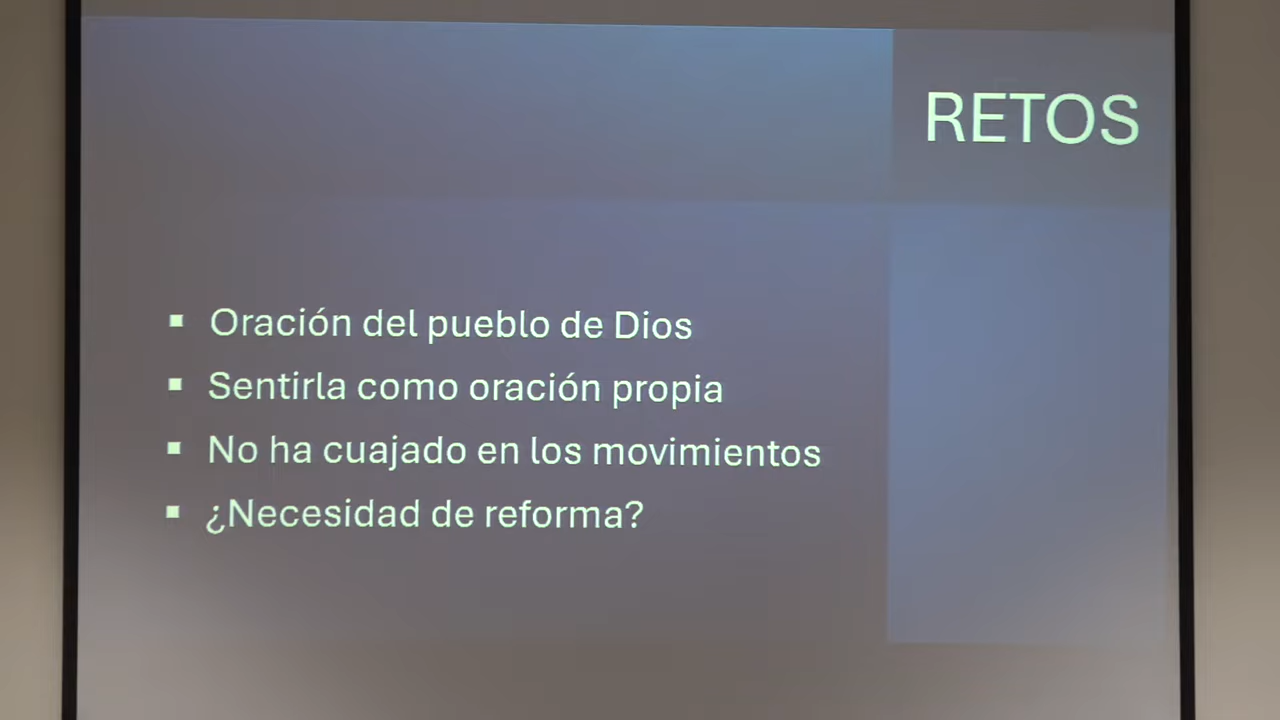 RETOS
▪ Oración del pueblo de Dios
▪ Sentirla como oración propia
▪ No ha cuajado en los movimientos
▪ ¿Necesidad de reforma?